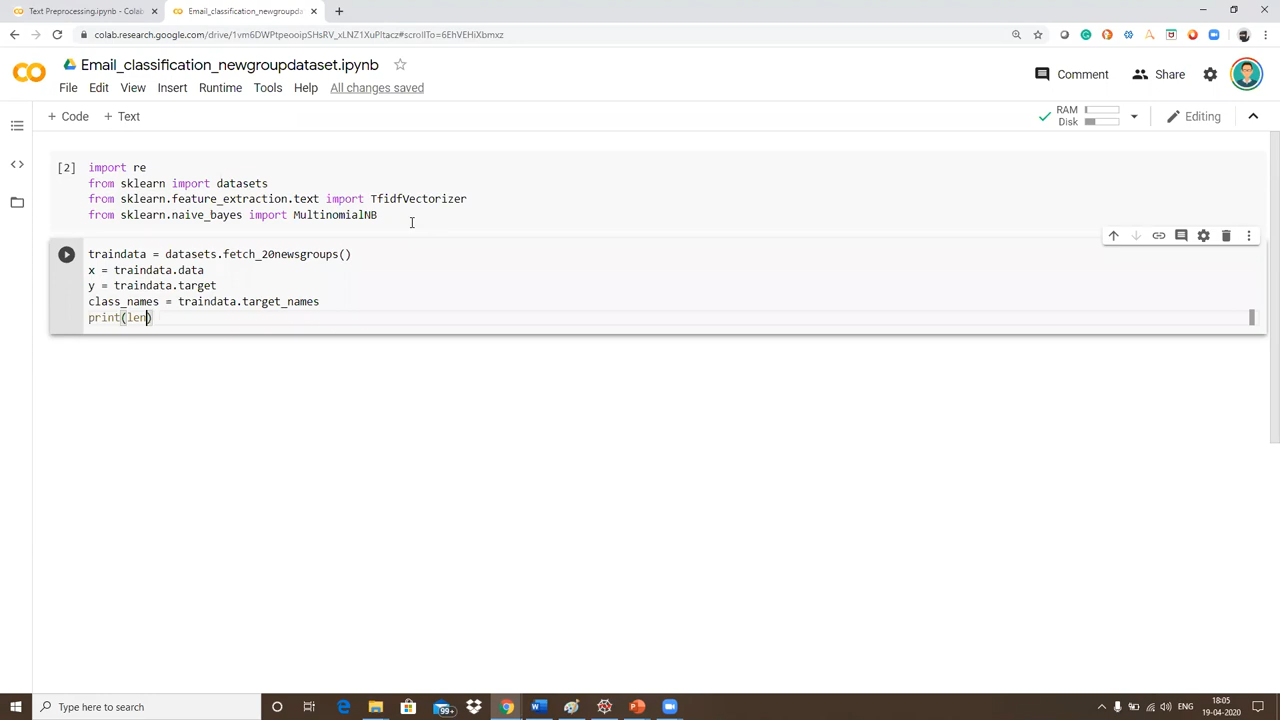 Text Preprocessing.ipynb - Colab
Email_classification_newgroupda
colab.research.google.com/drive/1vm6DWPtpeooipSHsRV_xLNZ1XuPltacz#scrollTo=6EhVEHiXbmxz
Email_classification_newgroupdataset.ipynb
File Edit View Insert Runtime Tools Help All changes saved
Comment Share
+ Code + Text
RAM
Disk
Editing
[2] import re
from sklearn import datasets
from sklearn.feature_extraction.text import TfidfVectorizer
from sklearn.naive_bayes import MultinomialNB
traindata = datasets.fetch_20newsgroups()
x = traindata.data
y = traindata.target
class_names = traindata.target_names
print(len)
Type here to search
99+
ENG
18:05
19-04-2020